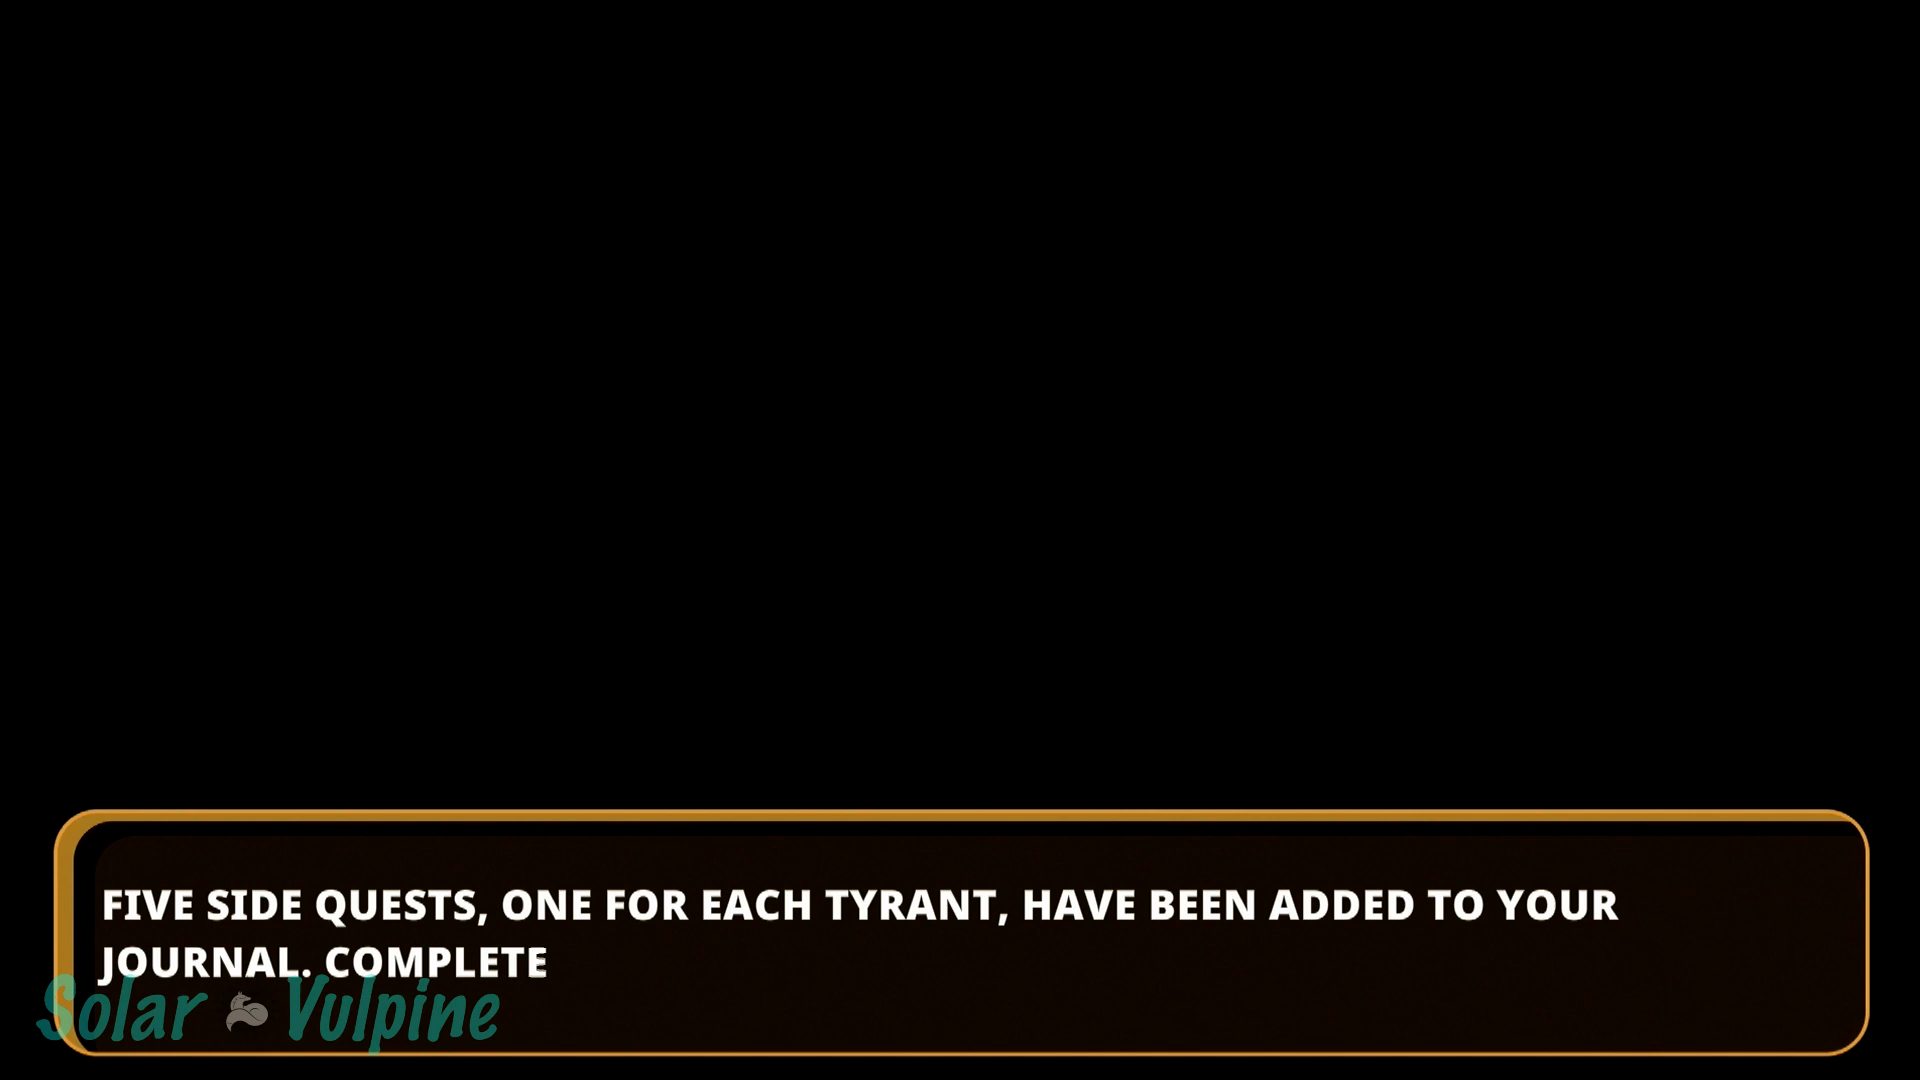 FIVE SIDE QUESTS, ONE FOR EACH TYRANT, HAVE BEEN ADDED TO YOUR
JOURNAL. COMPLETE
Solar Vulpine